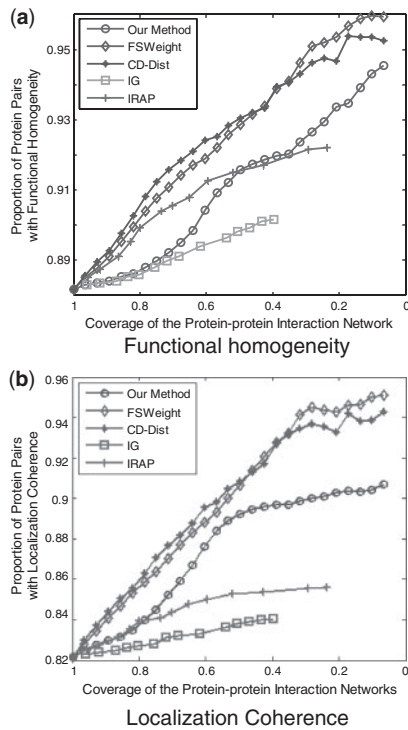 (a)
Our Method
FSWeight
CD-Dist
IG
IRAP
Proportion of Protein Pairs
with Functional Homogeneity
0.95
0.93
0.91
0.89
1 0.8 0.6 0.4 0.2 0
Coverage of the Protein-protein Interaction Network
Functional homogeneity
(b)
Our Method
FSWeight
CD-Dist
IG
IRAP
Proportion of Protein Pairs
with Localization Coherence
0.96
0.94
0.92
0.9
0.88
0.86
0.84
0.82
1 0.8 0.6 0.4 0.2 0
Coverage of the Protein-protein Interaction Networks
Localization Coherence